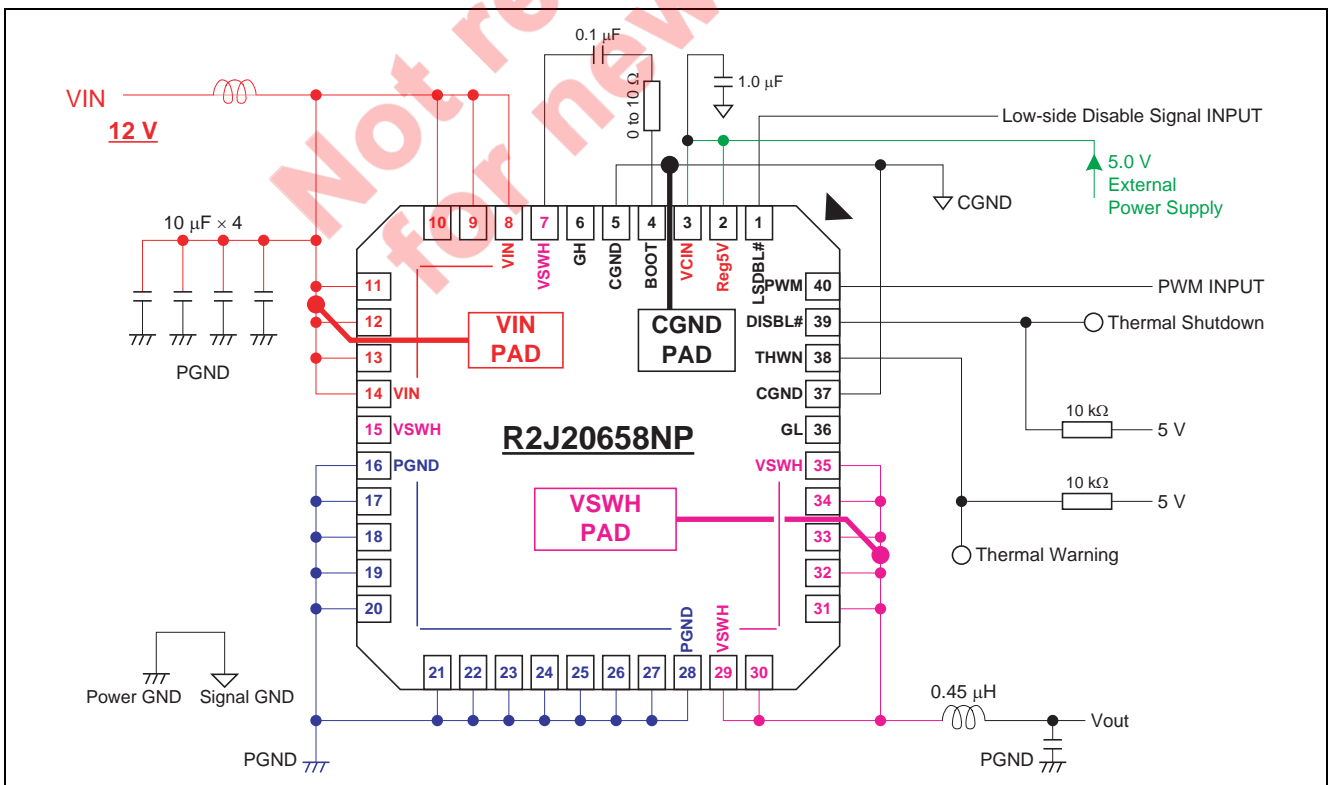 Not re
for new
0.1 μF
0 to 10 Ω
1.0 μF
VIN
12 V
Low-side Disable Signal INPUT
5.0 V
External
Power Supply
CGND
10 μF × 4
PGND
10
9
8
7
6
5
4
3
2
1
VIN
VSWH
GH
CGND
BOOT
VCIN
Reg5V
LSDBL#
11
12
13
14 VIN
15 VSWH
16 PGND
17
18
19
20
VIN
PAD
CGND
PAD
R2J20658NP
VSWH
PAD
PWM 40
PWM INPUT
DISBL# 39
Thermal Shutdown
THWN 38
CGND 37
10 kΩ
5 V
GL 36
VSWH 35
34
10 kΩ
5 V
33
Thermal Warning
32
31
PGND
VSWH
21
22
23
24
25
26
27
28
29
30
Power GND
Signal GND
0.45 μH
Vout
PGND
PGND